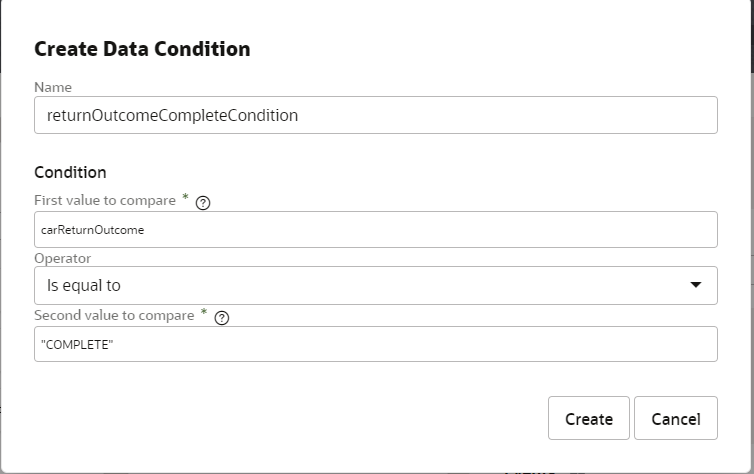 Create Data Condition
Name
returnOutcomeCompleteCondition
Condition
First value to compare * ?
carReturnOutcome
Operator
Is equal to
Second value to compare * ?
"COMPLETE"
Create Cancel